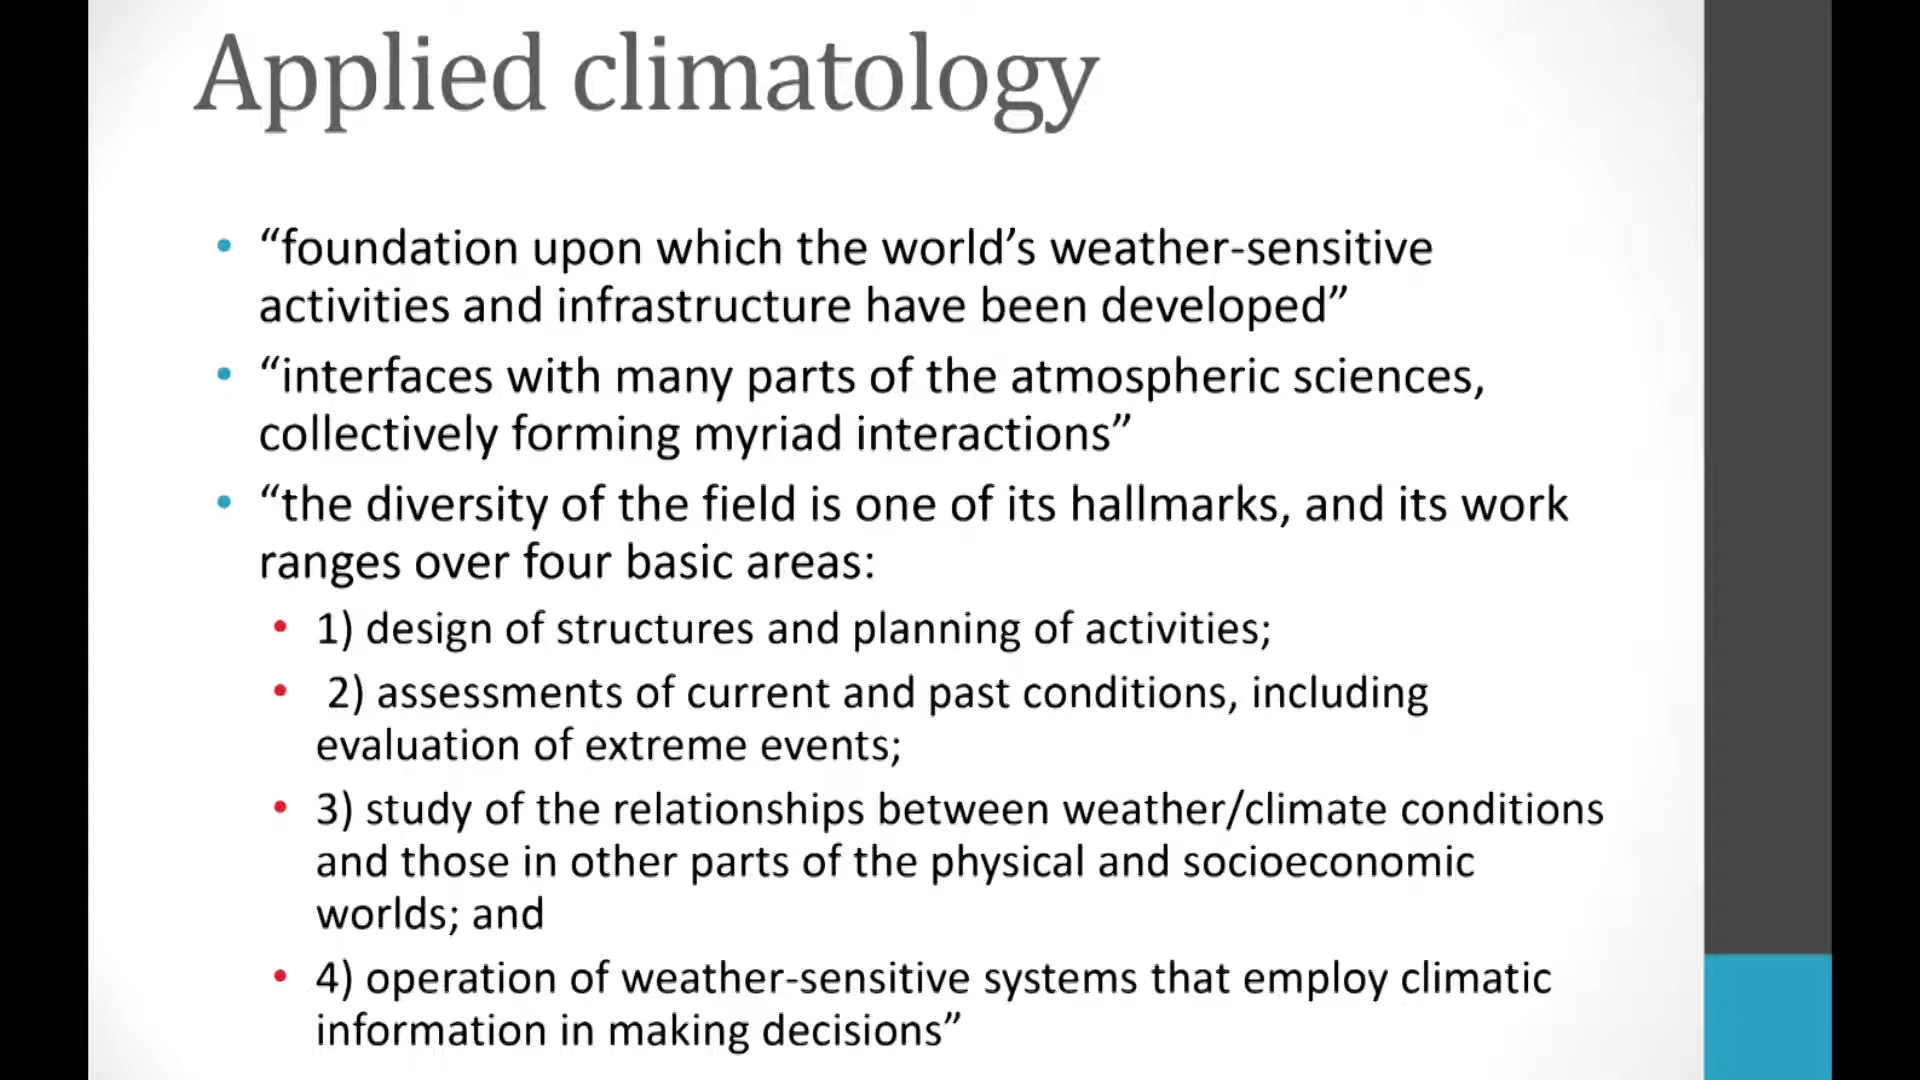 Applied climatology
• “foundation upon which the world’s weather-sensitive
activities and infrastructure have been developed”
• “interfaces with many parts of the atmospheric sciences,
collectively forming myriad interactions”
• “the diversity of the field is one of its hallmarks, and its work
ranges over four basic areas:
• 1) design of structures and planning of activities;
• 2) assessments of current and past conditions, including
evaluation of extreme events;
• 3) study of the relationships between weather/climate conditions
and those in other parts of the physical and socioeconomic
worlds; and
• 4) operation of weather-sensitive systems that employ climatic
information in making decisions”